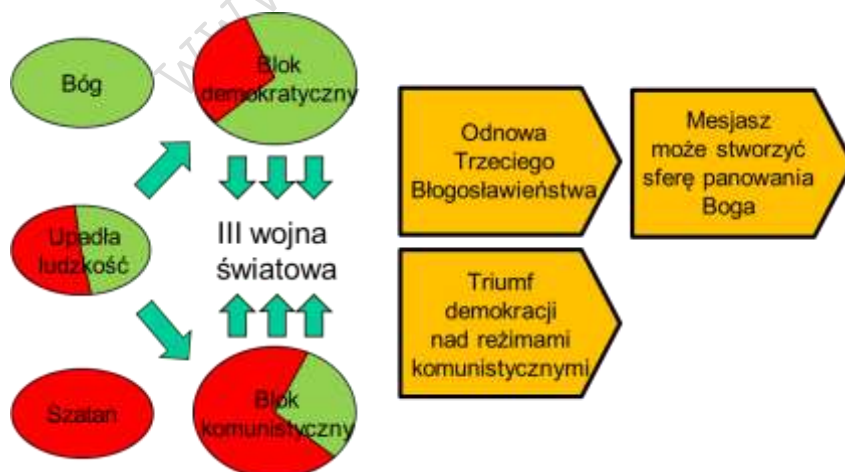 Bóg
Blok
demokratyczny
Upadła
ludzkość
III wojna
światowa
Szatan
Blok
komunistyczny
Odnowa
Trzeciego
Błogosławieństwa
Mesjasz
może stworzyć
sferę panowania
Boga
Triumf
demokracji
nad reżimami
komunistycznymi